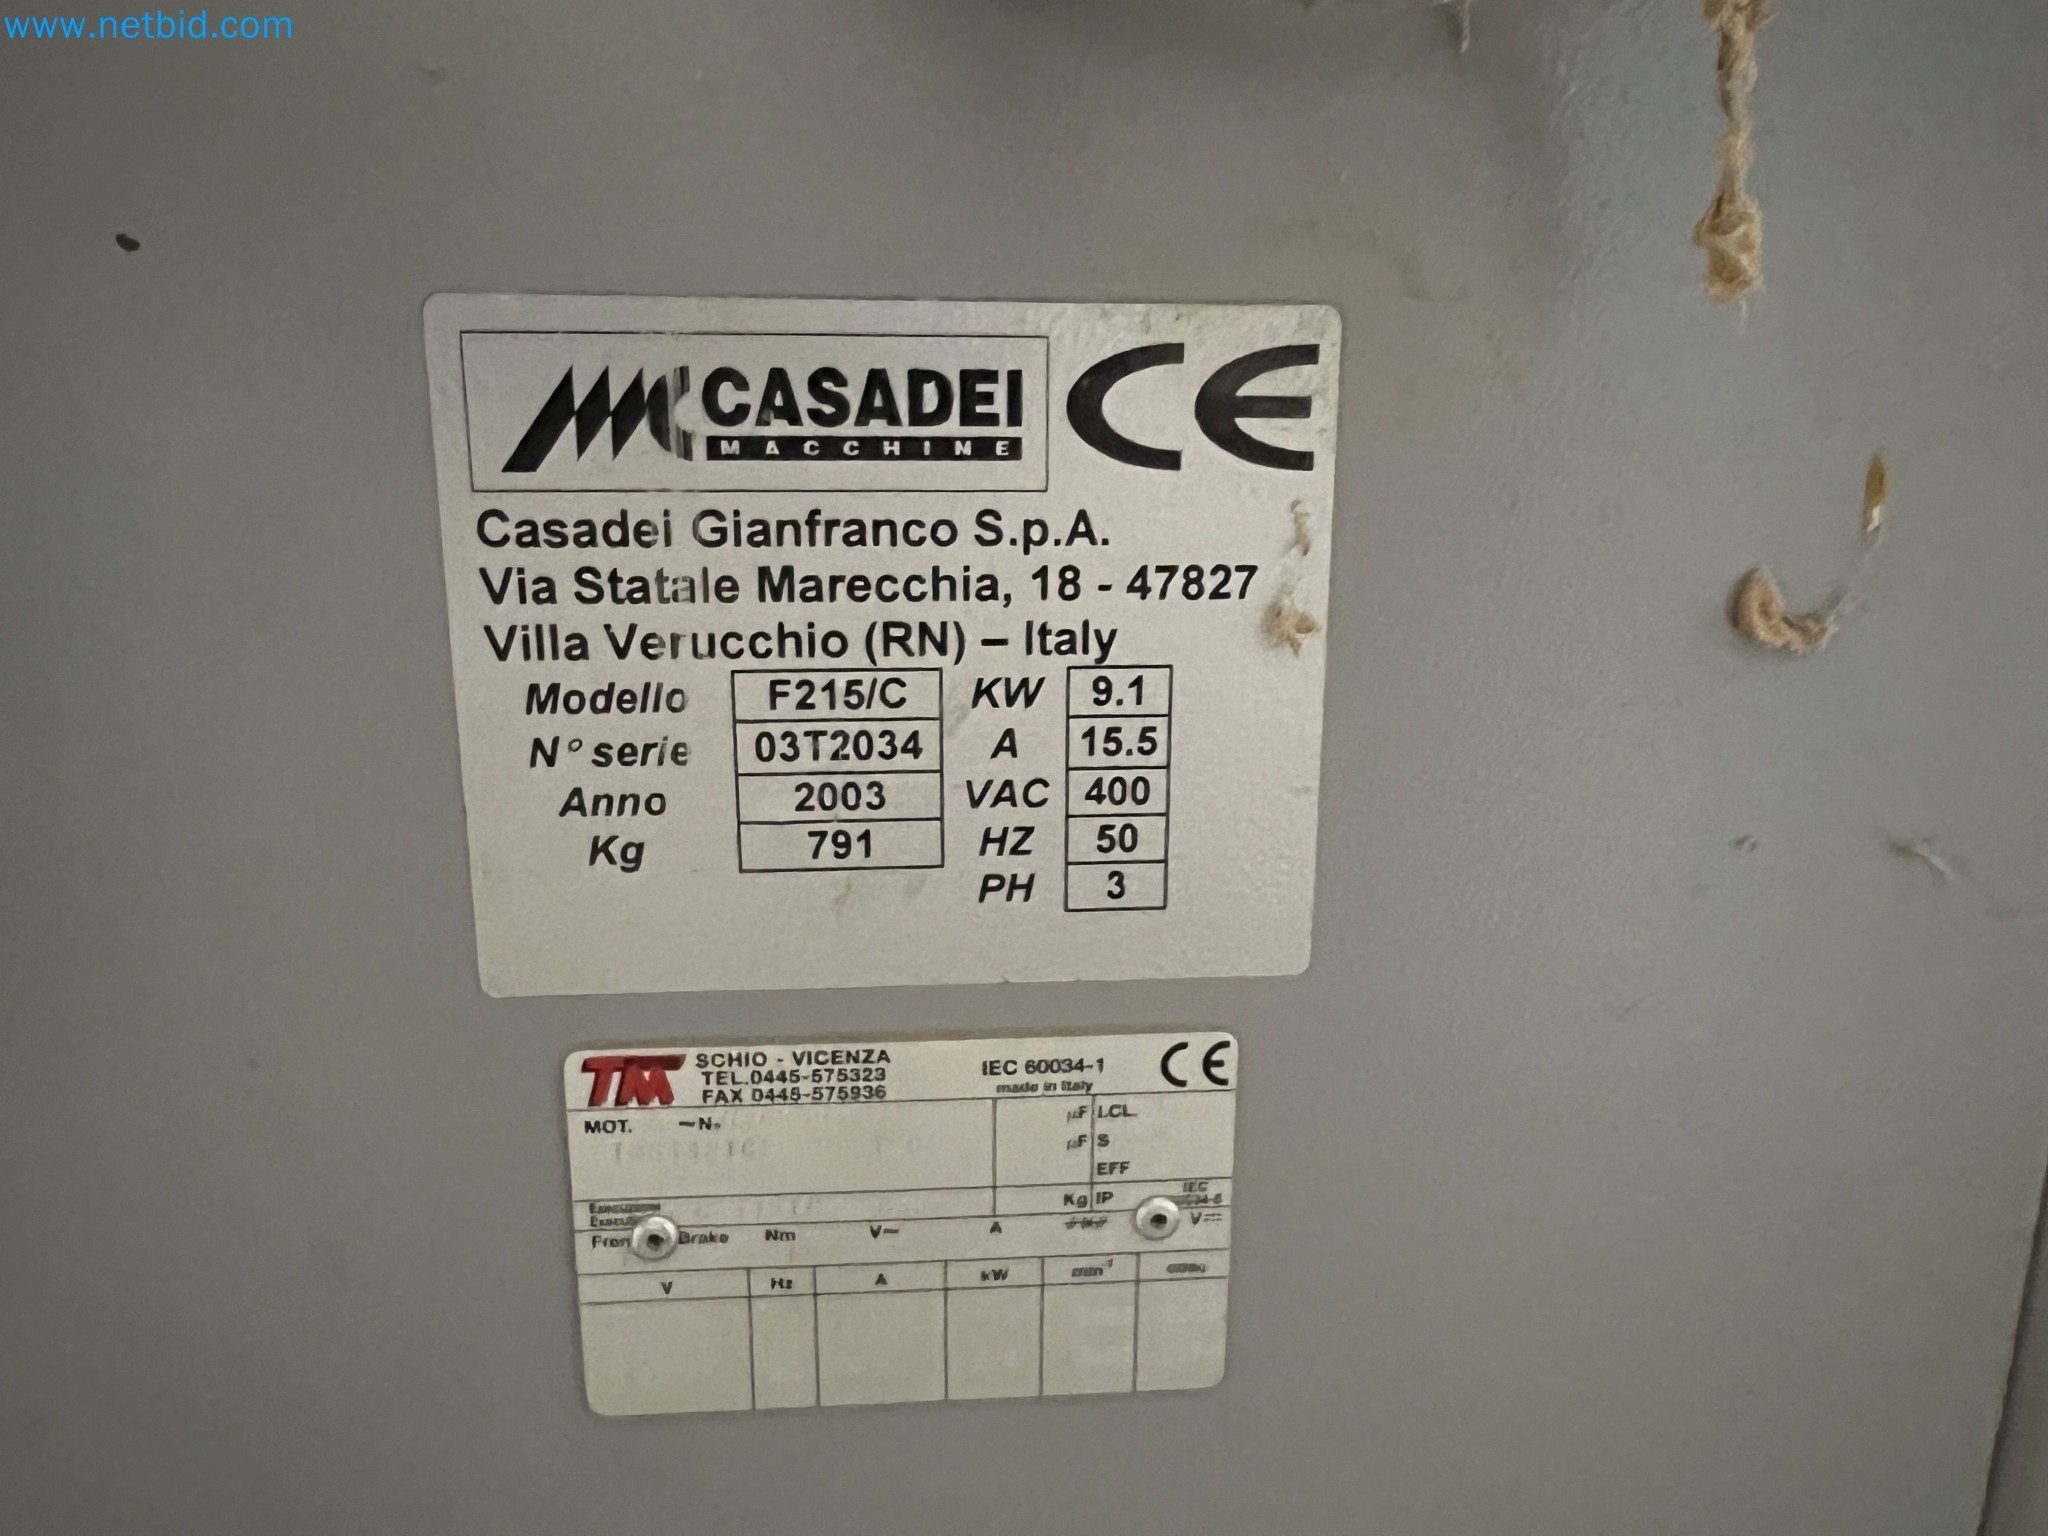 www.netbid.com
CASADEI
MACCHINE
CE
Casadei Gianfranco S.p.A.
Via Statale Marecchia, 18 - 47827
Villa Verucchio (RN) – Italy
Modello F215/C KW 9.1
N° serie 03T2034 A 15.5
Anno 2003 VAC 400
Kg 791 HZ 50
PH 3
TM SCHIO - VICENZA IEC 60034-1 CE
TEL.0445-575323 made in Italy
FAX 0445-575936
MOT. ~N. µF LCL
µF S
EFF
Kg IP IEC
Brake Nm V~ A V
V Hz A kW min⁻¹